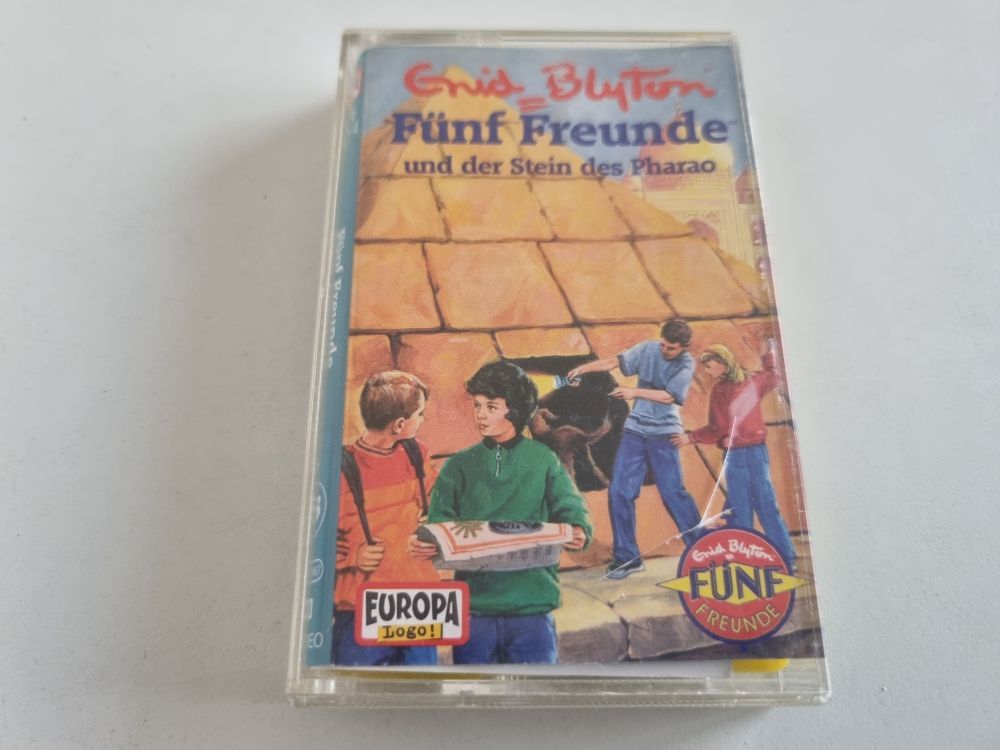 Enid Blyton
Fünf Freunde
und der Stein des Pharao
Fünf Freunde
EUROPA
Logo!
Enid Blyton
FÜNF
FREUNDE